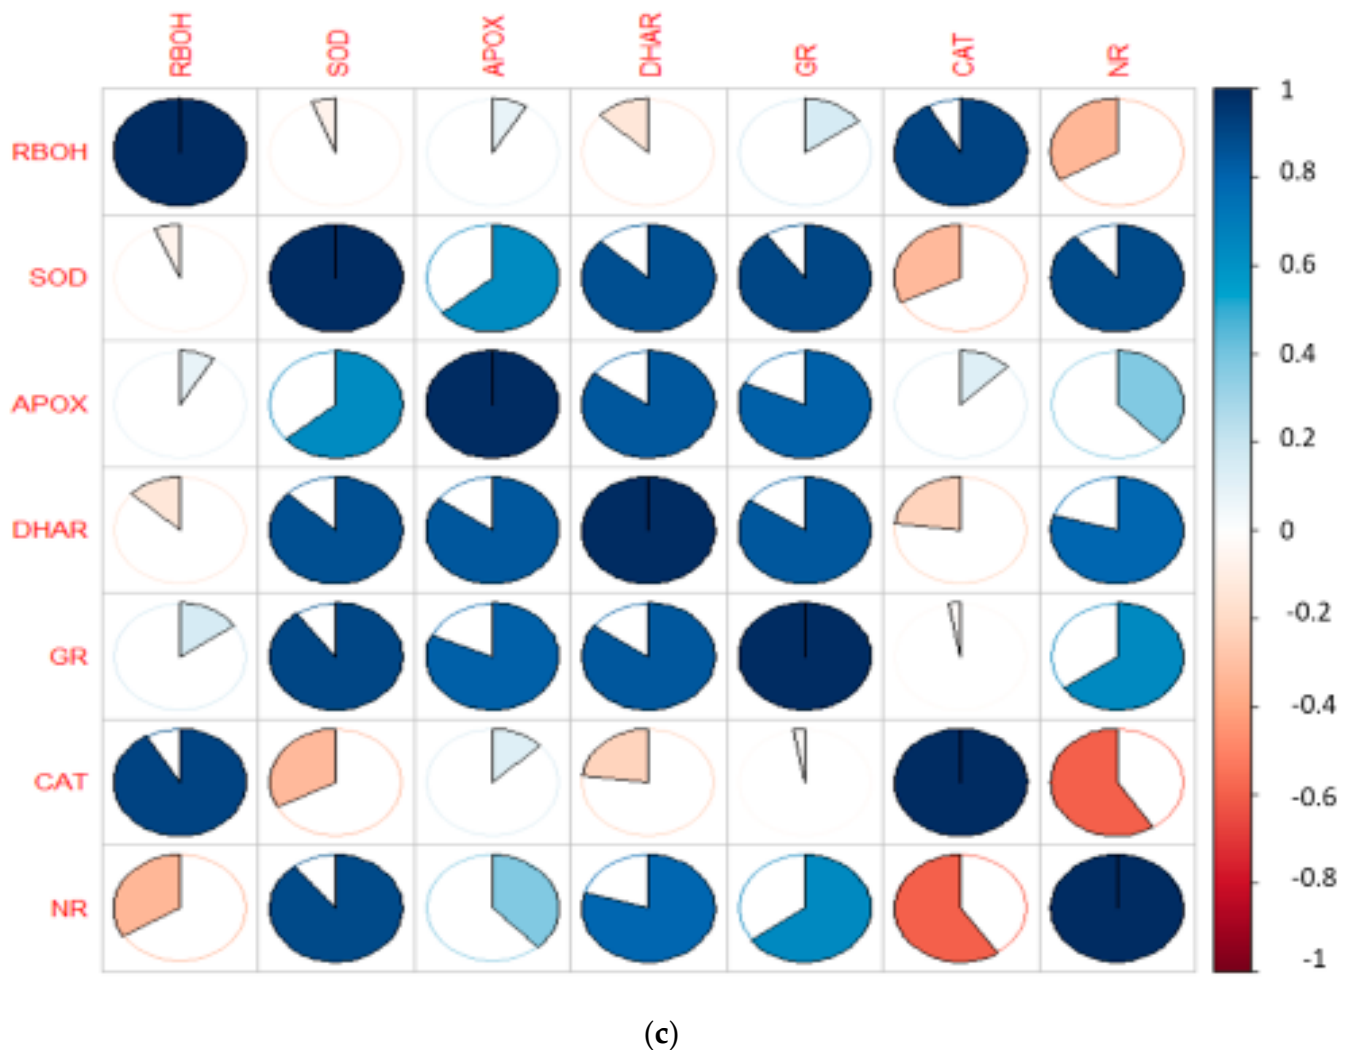 RBOH SOD APOX DHAR GR CAT NR
RBOH
SOD
APOX
DHAR
GR
CAT
NR
1
0.8
0.6
0.4
0.2
0
-0.2
-0.4
-0.6
-0.8
-1
(c)